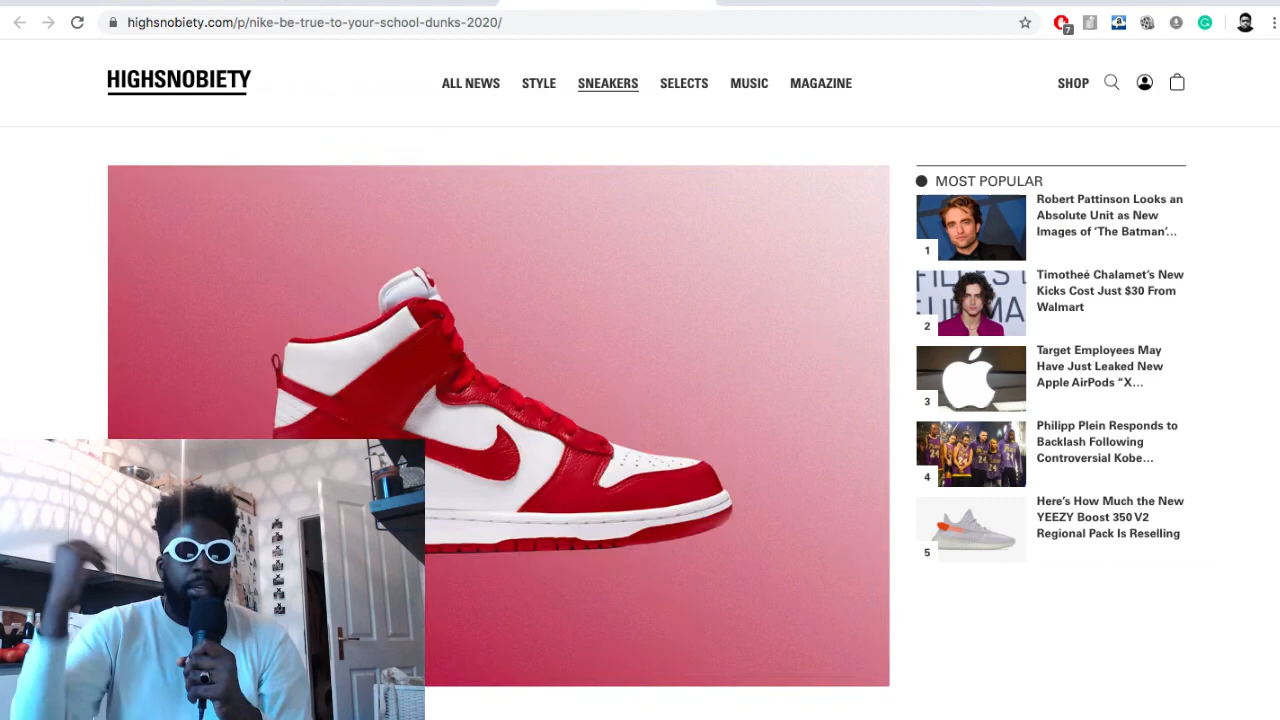 highsnobiety.com/p/nike-be-true-to-your-school-dunks-2020/
7
HIGHSNOBIETY
ALL NEWS STYLE SNEAKERS SELECTS MUSIC MAGAZINE
SHOP
MOST POPULAR
1
Robert Pattinson Looks an
Absolute Unit as New
Images of ‘The Batman’...
2
Timotheé Chalamet’s New
Kicks Cost Just $30 From
Walmart
3
Target Employees May
Have Just Leaked New
Apple AirPods “X...
4
Philipp Plein Responds to
Backlash Following
Controversial Kobe...
5
Here’s How Much the New
YEEZY Boost 350 V2
Regional Pack Is Reselling